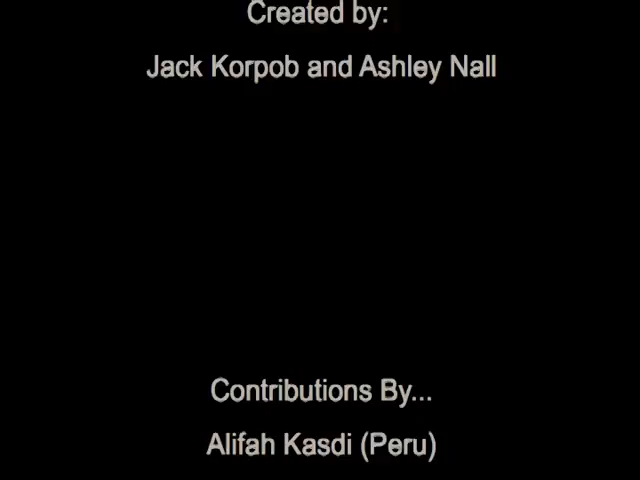 Created by:
Jack Korpob and Ashley Nall
Contributions By...
Alifah Kasdi (Peru)